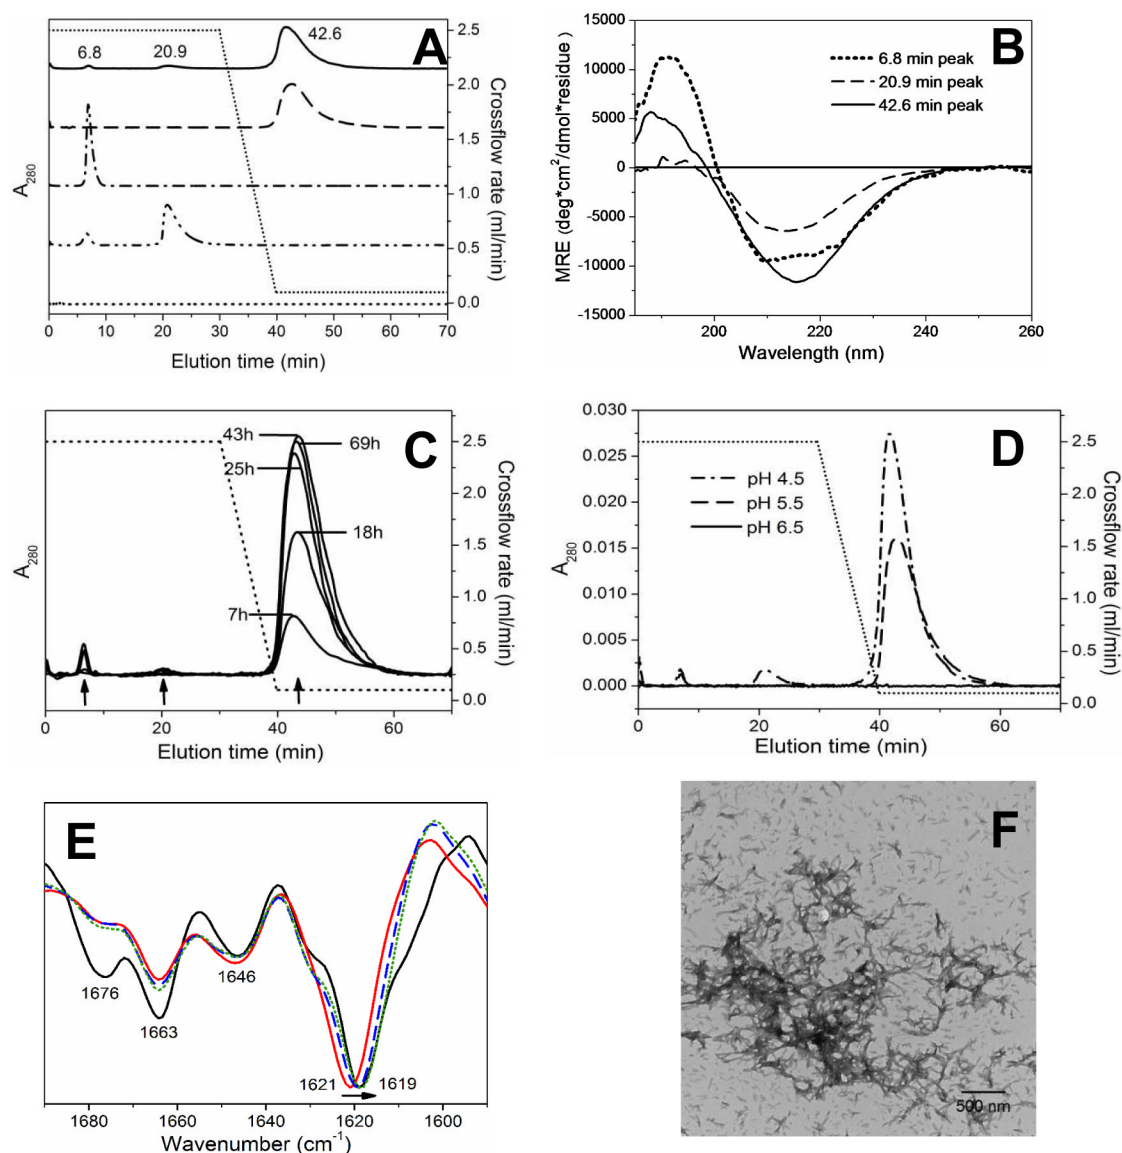 A
6.8
20.9
42.6
2.5
2.0
1.5
1.0
0.5
0.0
A280
Crossflow rate (ml/min)
0 10 20 30 40 50 60 70
Elution time (min)
B
15000
10000
5000
0
-5000
-10000
-15000
6.8 min peak
20.9 min peak
42.6 min peak
MRE (deg*cm2/dmol*residue)
200 220 240 260
Wavelength (nm)
C
43h
69h
25h
18h
7h
2.5
2.0
1.5
1.0
0.5
0.0
A280
Crossflow rate (ml/min)
0 20 40 60
Elution time (min)
D
0.030
0.025
0.020
0.015
0.010
0.005
0.000
pH 4.5
pH 5.5
pH 6.5
2.5
2.0
1.5
1.0
0.5
0.0
A280
Crossflow rate (ml/min)
0 20 40 60
Elution time (min)
E
1676
1663
1646
1621
1619
1680 1660 1640 1620 1600
Wavenumber (cm-1)
F
500 nm